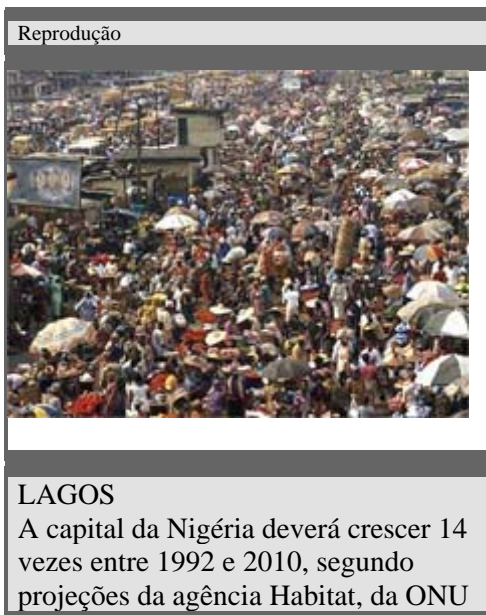 Reprodução
LAGOS
A capital da Nigéria deverá crescer 14
vezes entre 1992 e 2010, segundo
projeções da agência Habitat, da ONU